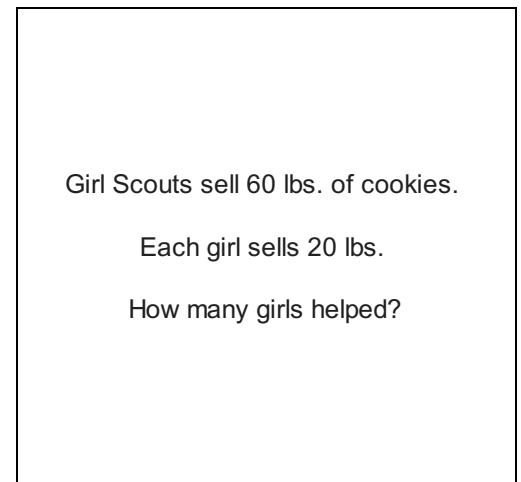 Girl Scouts sell 60 lbs. of cookies.
Each girl sells 20 lbs.
How many girls helped?